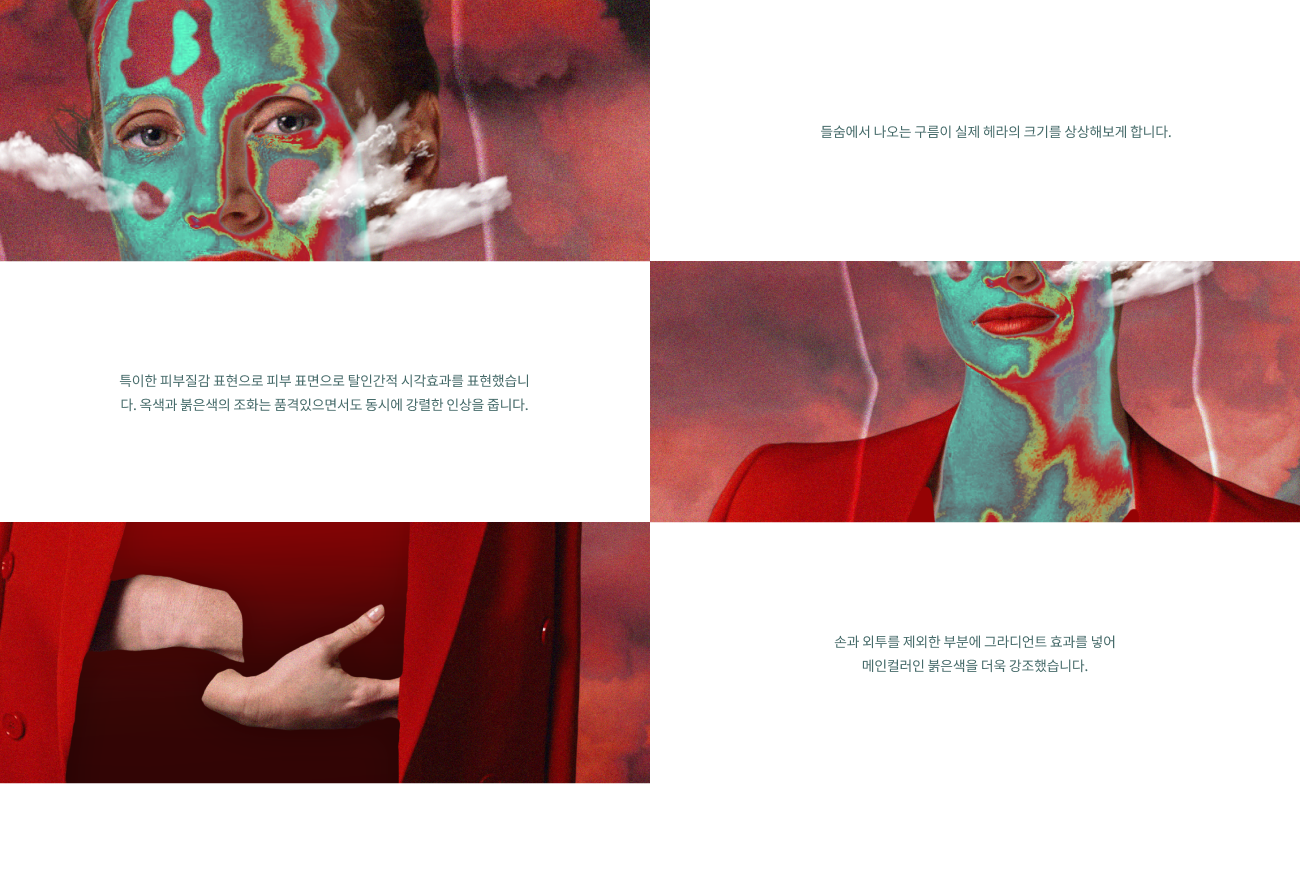 들숨에서 나오는 구름이 실제 헤라의 크기를 상상해보게 합니다.
특이한 피부질감 표현으로 피부 표면으로 탈인간적 시각효과를 표현했습니
다. 옥색과 붉은색의 조화는 품격있으면서도 동시에 강렬한 인상을 줍니다.
손과 외투를 제외한 부분에 그라디언트 효과를 넣어
메인컬러인 붉은색을 더욱 강조했습니다.